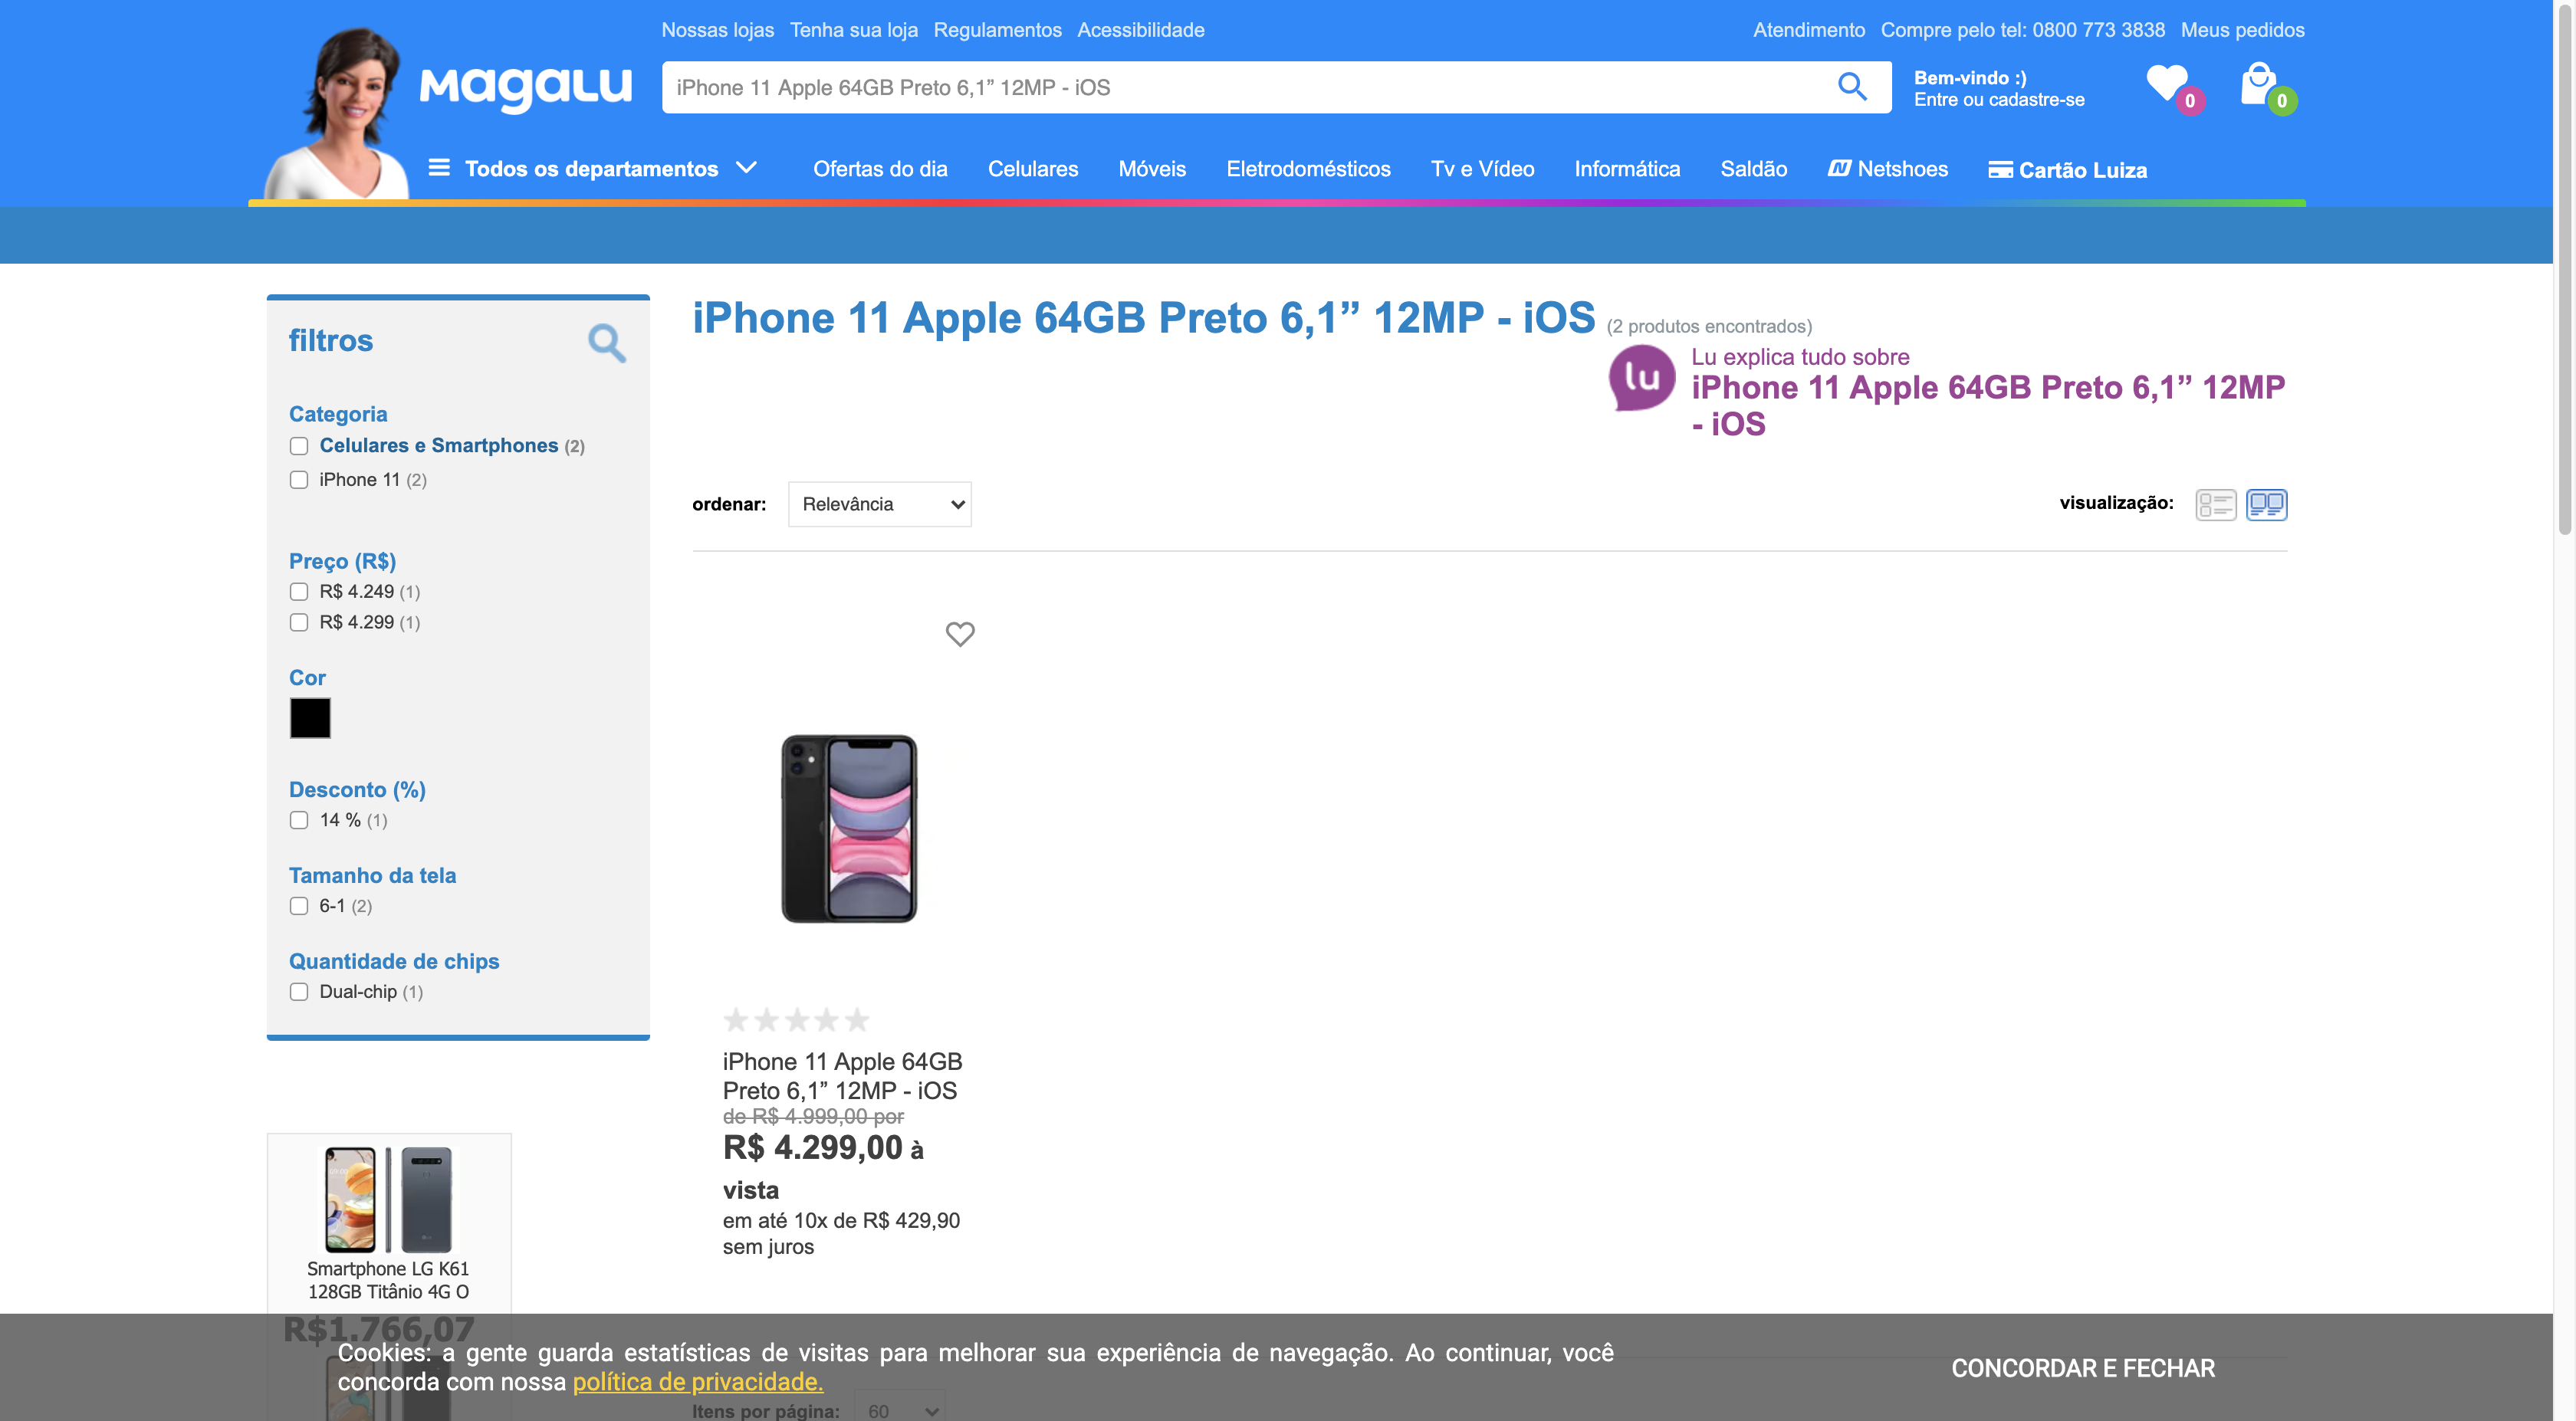 Nossas lojas Tenha sua loja Regulamentos Acessibilidade
Atendimento Compre pelo tel: 0800 773 3838 Meus pedidos
Magalu
iPhone 11 Apple 64GB Preto 6,1” 12MP - iOS
Bem-vindo :)
Entre ou cadastre-se
0
0
Todos os departamentos
Ofertas do dia Celulares Móveis Eletrodomésticos Tv e Vídeo Informática Saldão Netshoes Cartão Luiza
filtros
Categoria
Celulares e Smartphones (2)
iPhone 11 (2)
Preço (R$)
R$ 4.249 (1)
R$ 4.299 (1)
Cor
Desconto (%)
14 % (1)
Tamanho da tela
6-1 (2)
Quantidade de chips
Dual-chip (1)
Smartphone LG K61
128GB Titânio 4G O
R$1.766,07
iPhone 11 Apple 64GB Preto 6,1” 12MP - iOS (2 produtos encontrados)
lu
Lu explica tudo sobre
iPhone 11 Apple 64GB Preto 6,1” 12MP
- iOS
ordenar: Relevância
visualização:
iPhone 11 Apple 64GB
Preto 6,1” 12MP - iOS
de R$ 4.999,00 por
R$ 4.299,00 à
vista
em até 10x de R$ 429,90
sem juros
Cookies: a gente guarda estatísticas de visitas para melhorar sua experiência de navegação. Ao continuar, você
concorda com nossa política de privacidade.
CONCORDAR E FECHAR
Itens por página: 60